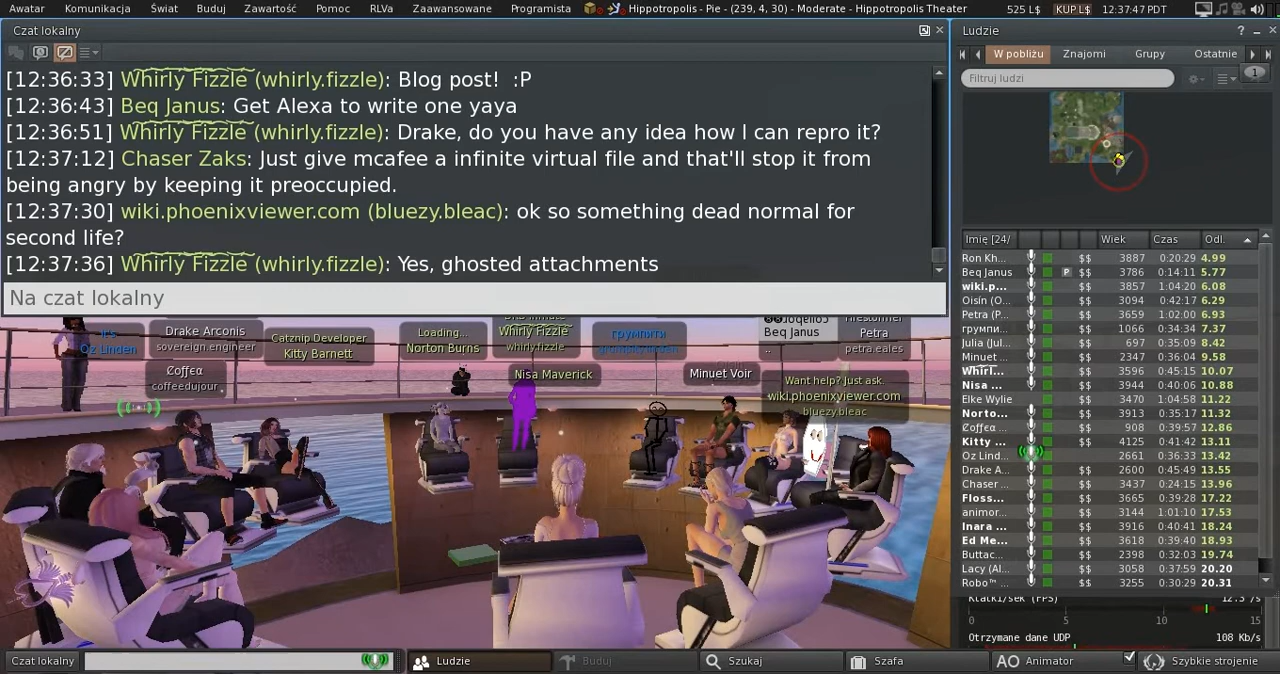 Awatar Komunikacja Świat Buduj Zawartość Pomoc RLVa Zaawansowane Programista Hippotropolis - Pie - (239, 4, 30) - Moderate - Hippotropolis Theater 525 L$ KUP L$ 12:37:47 PDT
Czat lokalny
[12:36:33] Whirly Fizzle (whirly.fizzle): Blog post! :P
[12:36:43] Beq Janus: Get Alexa to write one yaya
[12:36:51] Whirly Fizzle (whirly.fizzle): Drake, do you have any idea how I can repro it?
[12:37:12] Chaser Zaks: Just give mcafee a infinite virtual file and that'll stop it from
being angry by keeping it preoccupied.
[12:37:30] wiki.phoenixviewer.com (bluezy.bleac): ok so something dead normal for
second life?
[12:37:36] Whirly Fizzle (whirly.fizzle): Yes, ghosted attachments
Na czat lokalny
Oz Linden
Drake Arconis
sovereign.engineer
Catznip Developer
Kitty Barnett
Loading...
Norton Burns
Whirly Fizzle
whirly.fizzle
грумпити
Beq Janus
..
Petra
petra.eales
coffeedujour
Nisa Maverick
Minuet Voir
Want help? Just ask.
wiki.phoenixviewer.com
bluezy.bleac
Ludzie
W pobliżu Znajomi Grupy Ostatnie
1
Filtruj ludzi
Imię [24/ Wiek Czas Odl.
Ron Kh... $$ 3887 0:20:29 4.99
Beq Janus P $$ 3786 0:14:11 5.77
wiki.p... $$ 3857 1:04:20 6.08
Oisín (O... $$ 3094 0:42:17 6.29
Petra (P... $$ 3659 1:02:00 6.93
грумпи... $$ 1066 0:34:34 7.37
Julia (Jul... $$ 697 0:35:09 8.42
Minuet ... $$ 2347 0:36:04 9.58
Whirl... $$ 3596 0:45:15 10.07
Nisa ... $$ 3944 0:40:06 10.88
Elke Wylie $$ 3470 1:04:58 11.22
Norto... $$ 3913 0:35:17 11.32
908 0:39:57 12.86
Kitty ... $$ 4125 0:41:42 13.11
Oz Lind... 2661 0:36:33 13.42
Drake A... $$ 2600 0:45:49 13.55
Chaser ... $$ 3437 0:24:15 13.96
Floss... $$ 3665 0:39:28 17.22
animor... $$ 3144 1:01:10 17.53
Inara ... $$ 3916 0:40:41 18.24
Ed Me... $$ 3618 0:39:40 18.93
Buttac... $$ 2398 0:32:03 19.74
Lacy (Al... $$ 3058 0:37:59 20.20
Robo™ ... $$ 3255 0:30:29 20.31
Klatki/sek (FPS) 12.3 /s
0 5 10 15
Otrzymane dane UDP 108 Kb/s
Czat lokalny Ludzie Buduj Szukaj Szafa AO Animator Szybkie strojenie